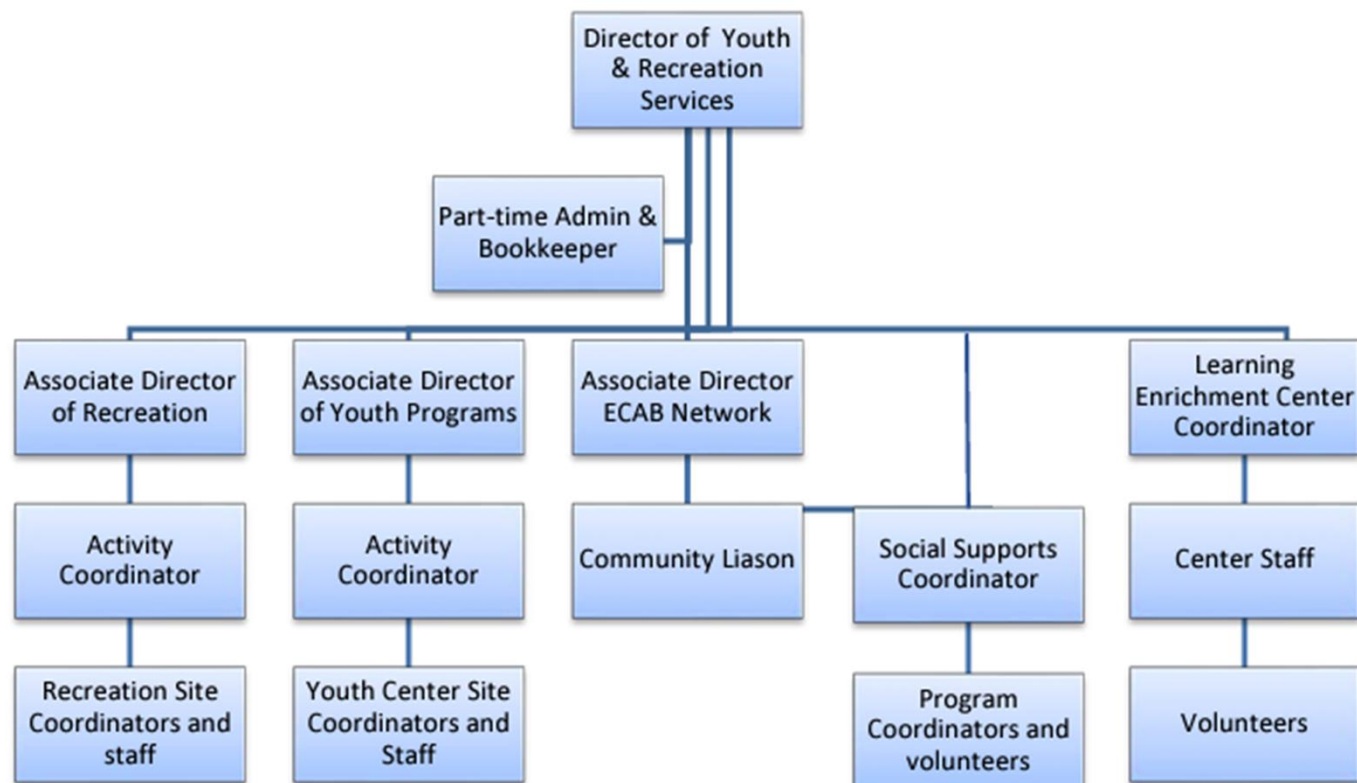 Director of Youth
& Recreation
Services
Part-time Admin &
Bookkeeper
Associate Director
of Recreation
Associate Director
of Youth Programs
Associate Director
ECAB Network
Learning
Enrichment Center
Coordinator
Activity
Coordinator
Activity
Coordinator
Community Liason
Social Supports
Coordinator
Center Staff
Recreation Site
Coordinators and
staff
Youth Center Site
Coordinators and
Staff
Program
Coordinators and
volunteers
Volunteers